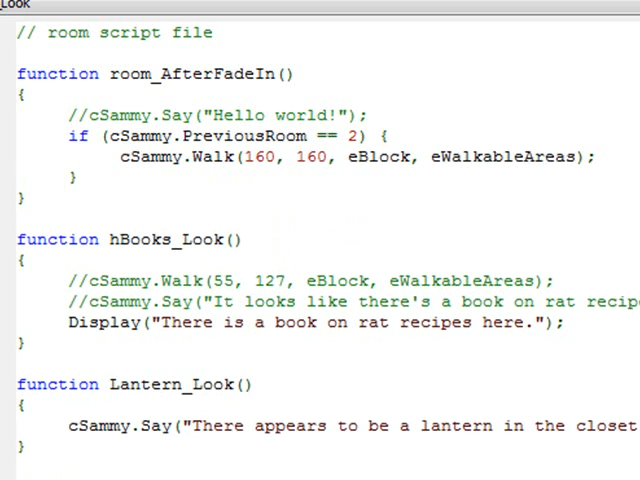 _Look
// room script file
function room_AfterFadeIn()
{
//cSammy.Say("Hello world!");
if (cSammy.PreviousRoom == 2) {
cSammy.Walk(160, 160, eBlock, eWalkableAreas);
}
}
function hBooks_Look()
{
//cSammy.Walk(55, 127, eBlock, eWalkableAreas);
//cSammy.Say("It looks like there's a book on rat recipe
Display("There is a book on rat recipes here.");
}
function Lantern_Look()
{
cSammy.Say("There appears to be a lantern in the closet
}